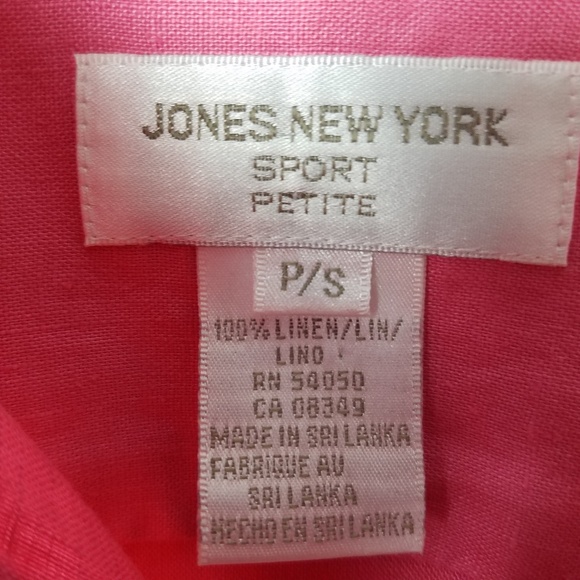 JONES NEW YORK
SPORT
PETITE
P/S
100% LINEN/LIN/
LINO
RN 54050
CA 08349
MADE IN SRI LANKA
FABRIQUE AU
SRI LANKA
HECHO EN SRI LANKA